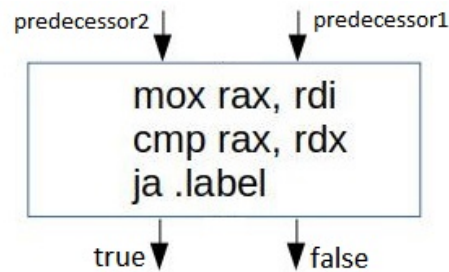 predecessor2 predecessor1
mox rax, rdi
cmp rax, rdx
ja .label
true false